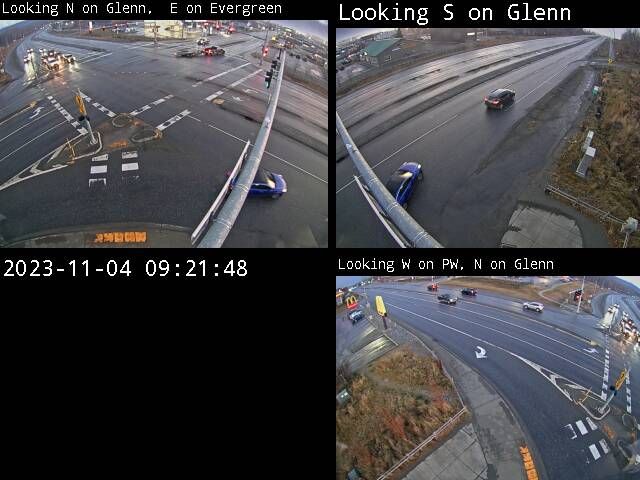 Looking N on Glenn, E on Evergreen
Looking S on Glenn
2023-11-04 09:21:48
Looking W on PW, N on Glenn